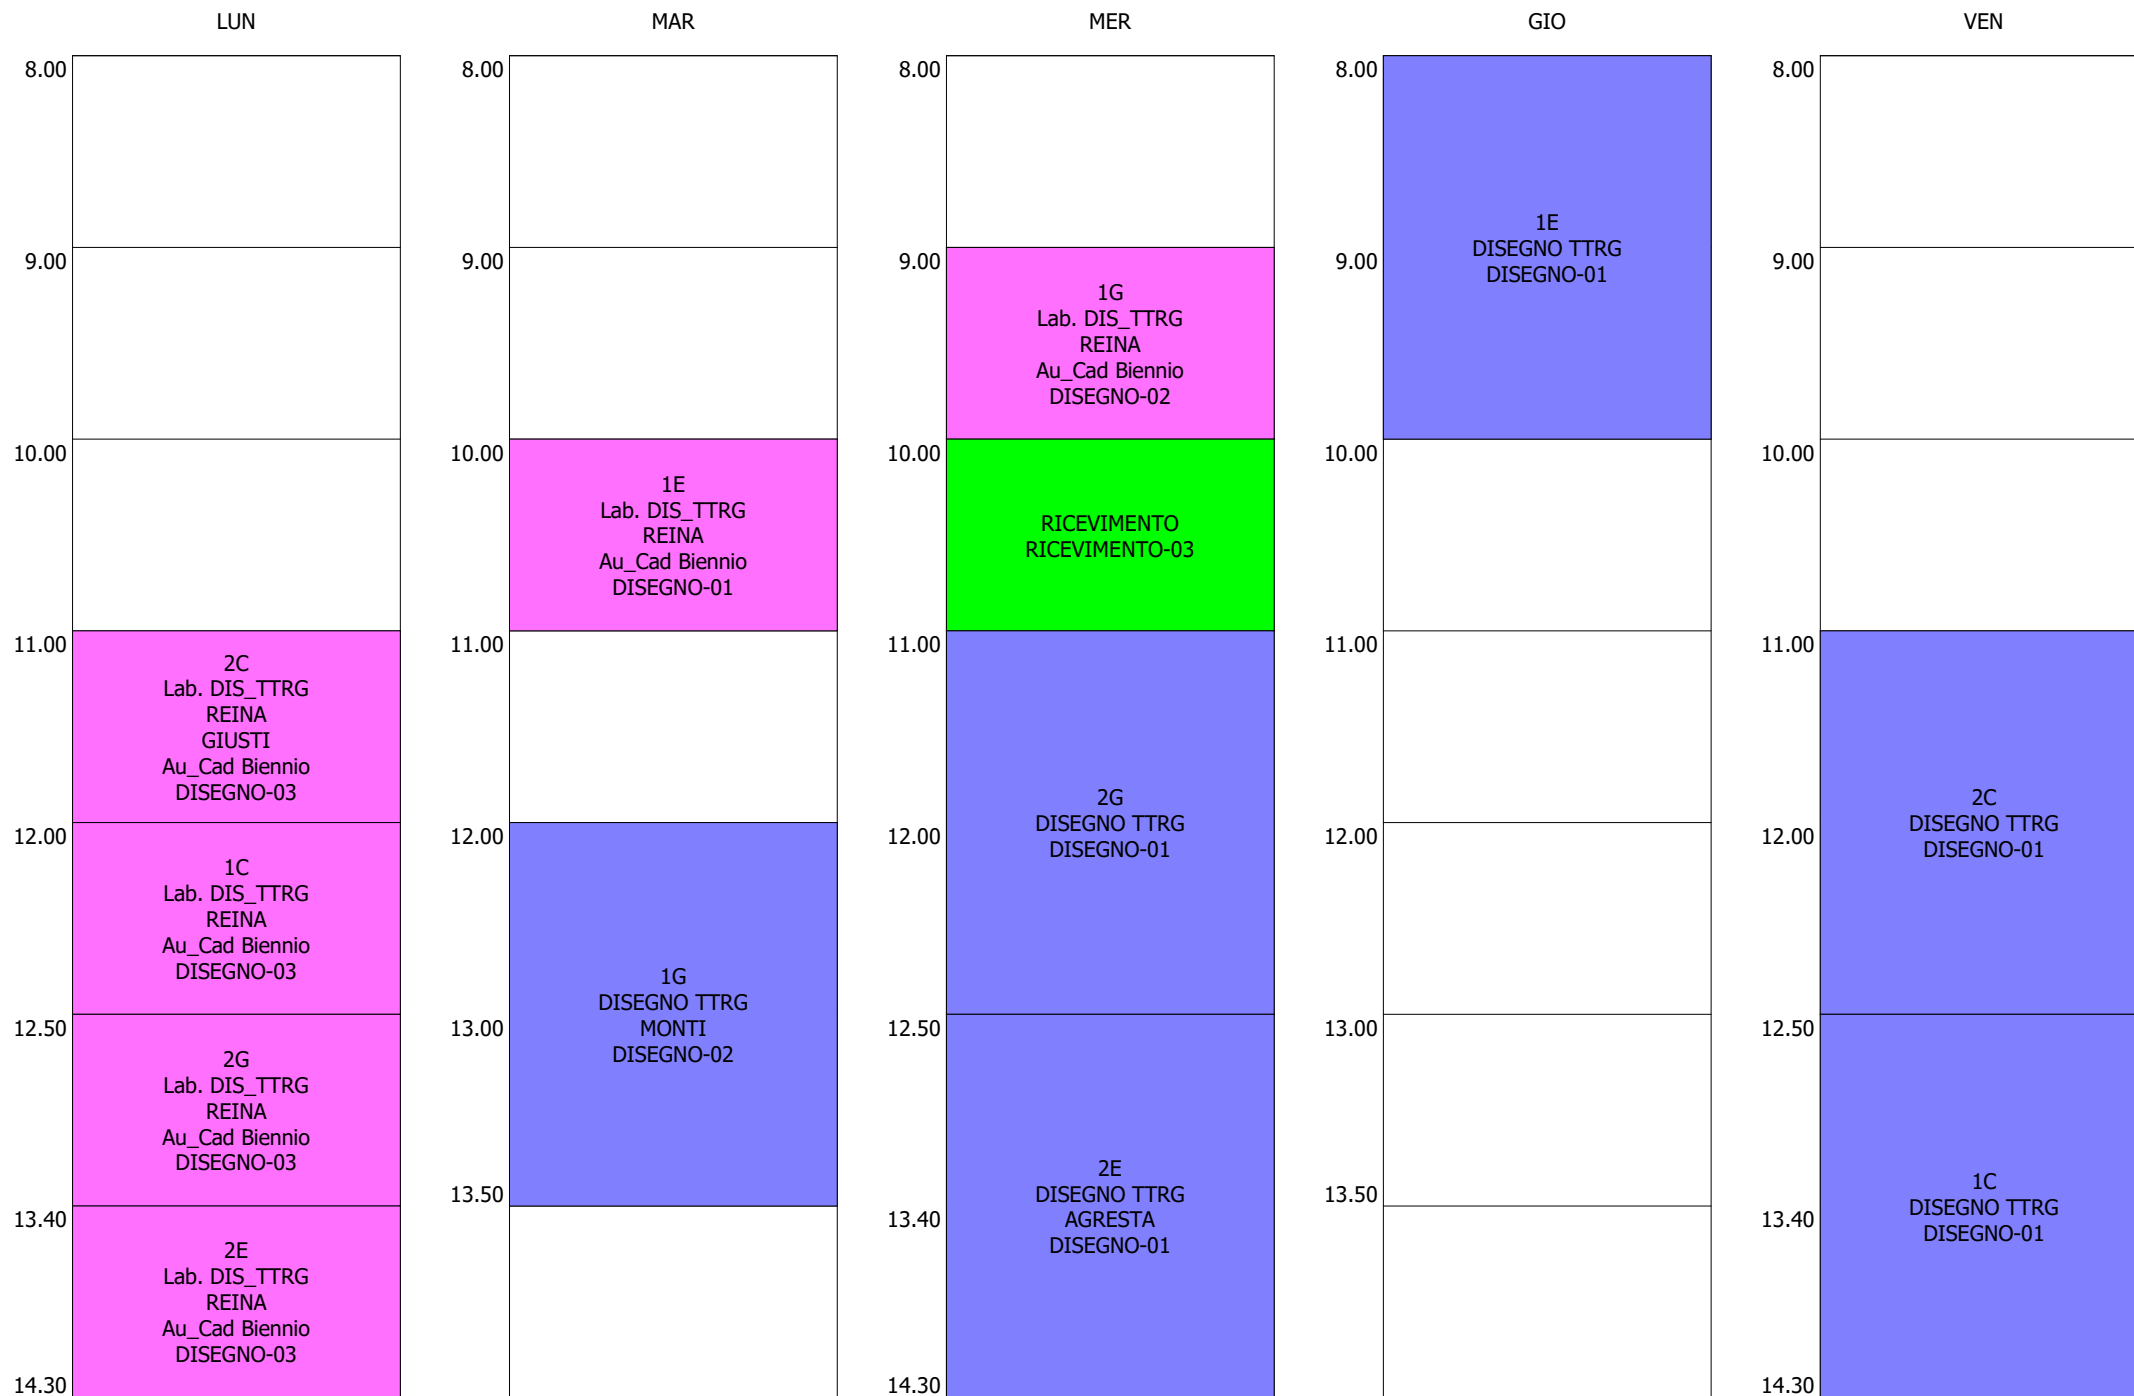 LUN
MAR
MER
GIO
VEN
8.00
9.00
10.00
11.00
2C
Lab. DIS_TTRG
REINA
GIUSTI
Au_Cad Biennio
DISEGNO-03
12.00
1C
Lab. DIS_TTRG
REINA
Au_Cad Biennio
DISEGNO-03
12.50
2G
Lab. DIS_TTRG
REINA
Au_Cad Biennio
DISEGNO-03
13.40
2E
Lab. DIS_TTRG
REINA
Au_Cad Biennio
DISEGNO-03
14.30
8.00
9.00
10.00
1E
Lab. DIS_TTRG
REINA
Au_Cad Biennio
DISEGNO-01
11.00
12.00
1G
DISEGNO TTRG
MONTI
DISEGNO-02
13.00
13.50
8.00
9.00
1G
Lab. DIS_TTRG
REINA
Au_Cad Biennio
DISEGNO-02
10.00
RICEVIMENTO
RICEVIMENTO-03
11.00
2G
DISEGNO TTRG
DISEGNO-01
12.00
12.50
2E
DISEGNO TTRG
AGRESTA
DISEGNO-01
13.40
14.30
8.00
1E
DISEGNO TTRG
DISEGNO-01
9.00
10.00
11.00
12.00
13.00
13.50
8.00
9.00
10.00
11.00
2C
DISEGNO TTRG
DISEGNO-01
12.00
12.50
1C
DISEGNO TTRG
DISEGNO-01
13.40
14.30